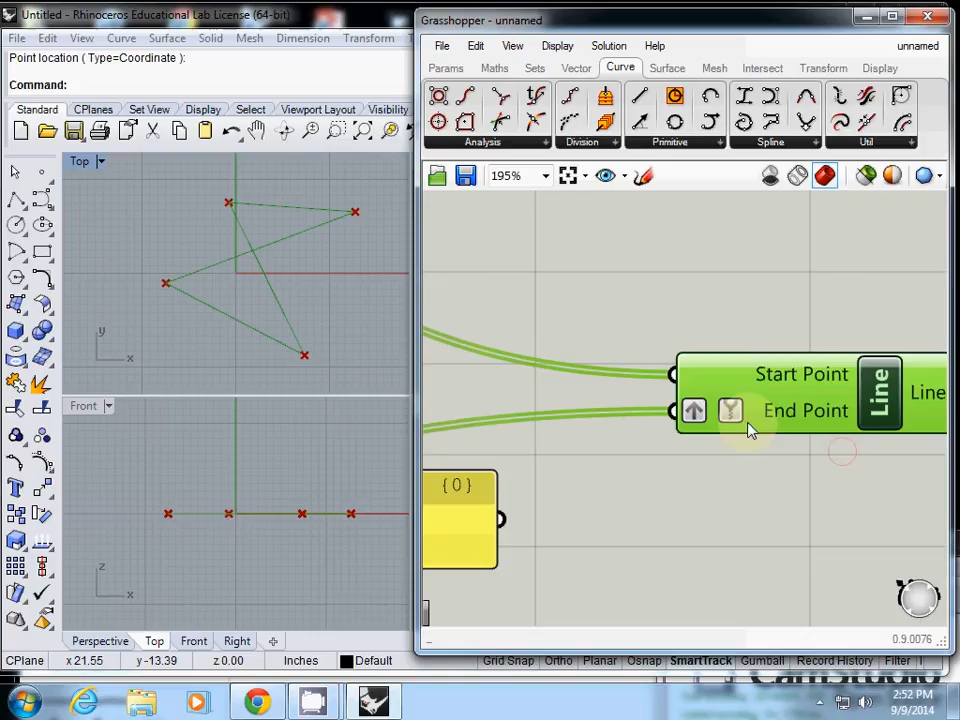 Untitled - Rhinoceros Educational Lab License (64-bit)
File Edit View Curve Surface Solid Mesh Dimension Transform
Point location ( Type=Coordinate ):
Command:
Standard CPlanes Set View Display Select Viewport Layout Visibility
Top
y
x
Front
z
x
Perspective Top Front Right
CPlane x 21.55 y -13.39 z 0.00 Inches Default Grid Snap Ortho Planar Osnap SmartTrack Gumball Record History Filter
Grasshopper - unnamed
File Edit View Display Solution Help unnamed
Params Maths Sets Vector Curve Surface Mesh Intersect Transform Display
Analysis Division Primitive Spline Util
195%
Start Point
End Point
Line
Line
{0}
0.9.0076
2:52 PM
9/9/2014